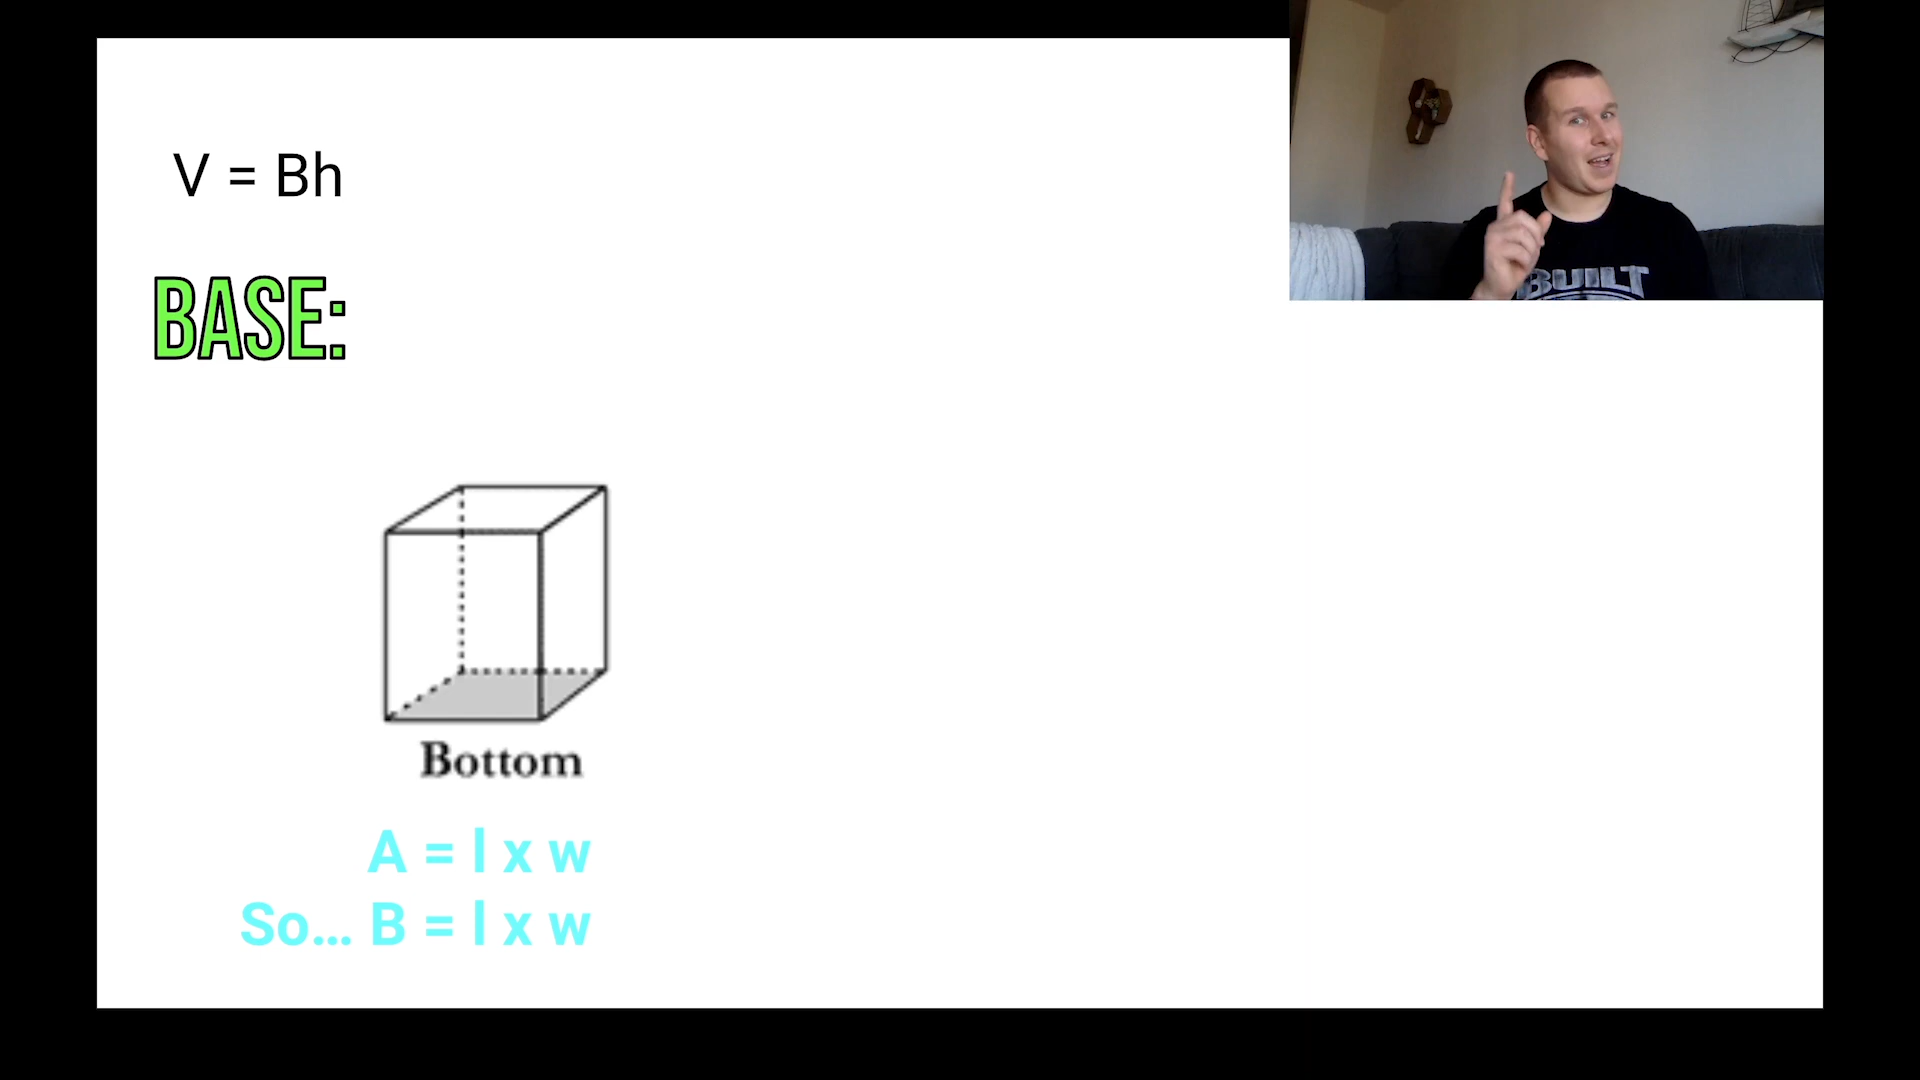 V = Bh
BASE:
Bottom
A = l x w
So... B = l x w
BUILT